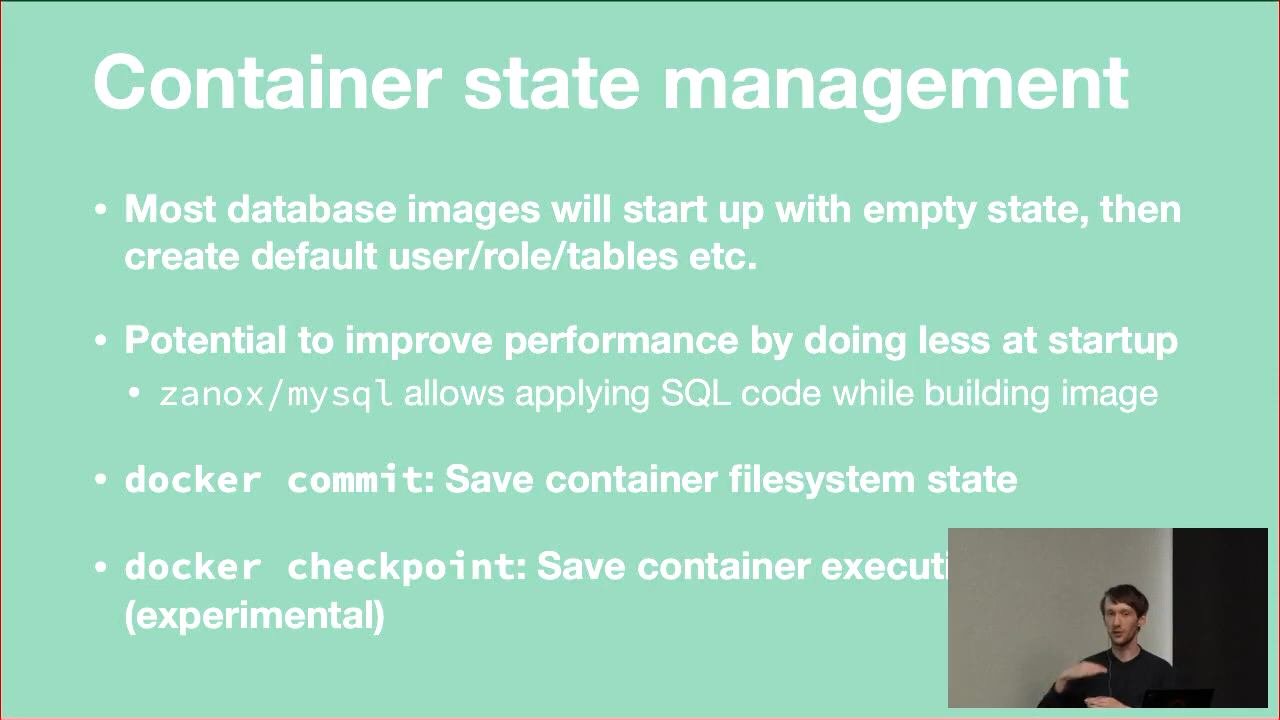 Container state management
• Most database images will start up with empty state, then
create default user/role/tables etc.
• Potential to improve performance by doing less at startup
• zanox/mysql allows applying SQL code while building image
• docker commit: Save container filesystem state
• docker checkpoint: Save container
(experimental)